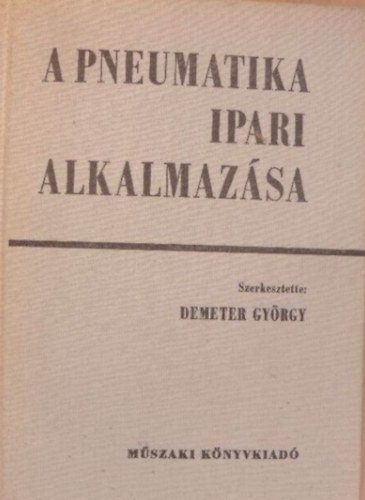 A PNEUMATIKA
IPARI
ALKALMAZÁSA
Szerkesztette:
DEMETER GYÖRGY
MŰSZAKI KÖNYVKIADÓ